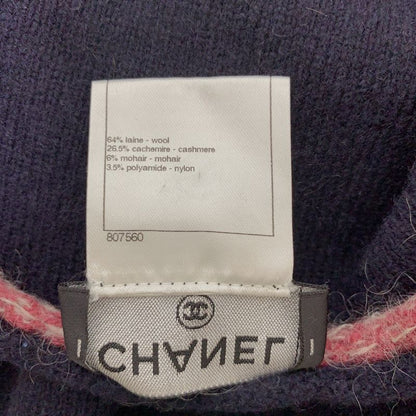 64% laine - wool
26.5% cachemire - cashmere
6% mohair - mohair
3.5% polyamide - nylon
807560
CHANEL